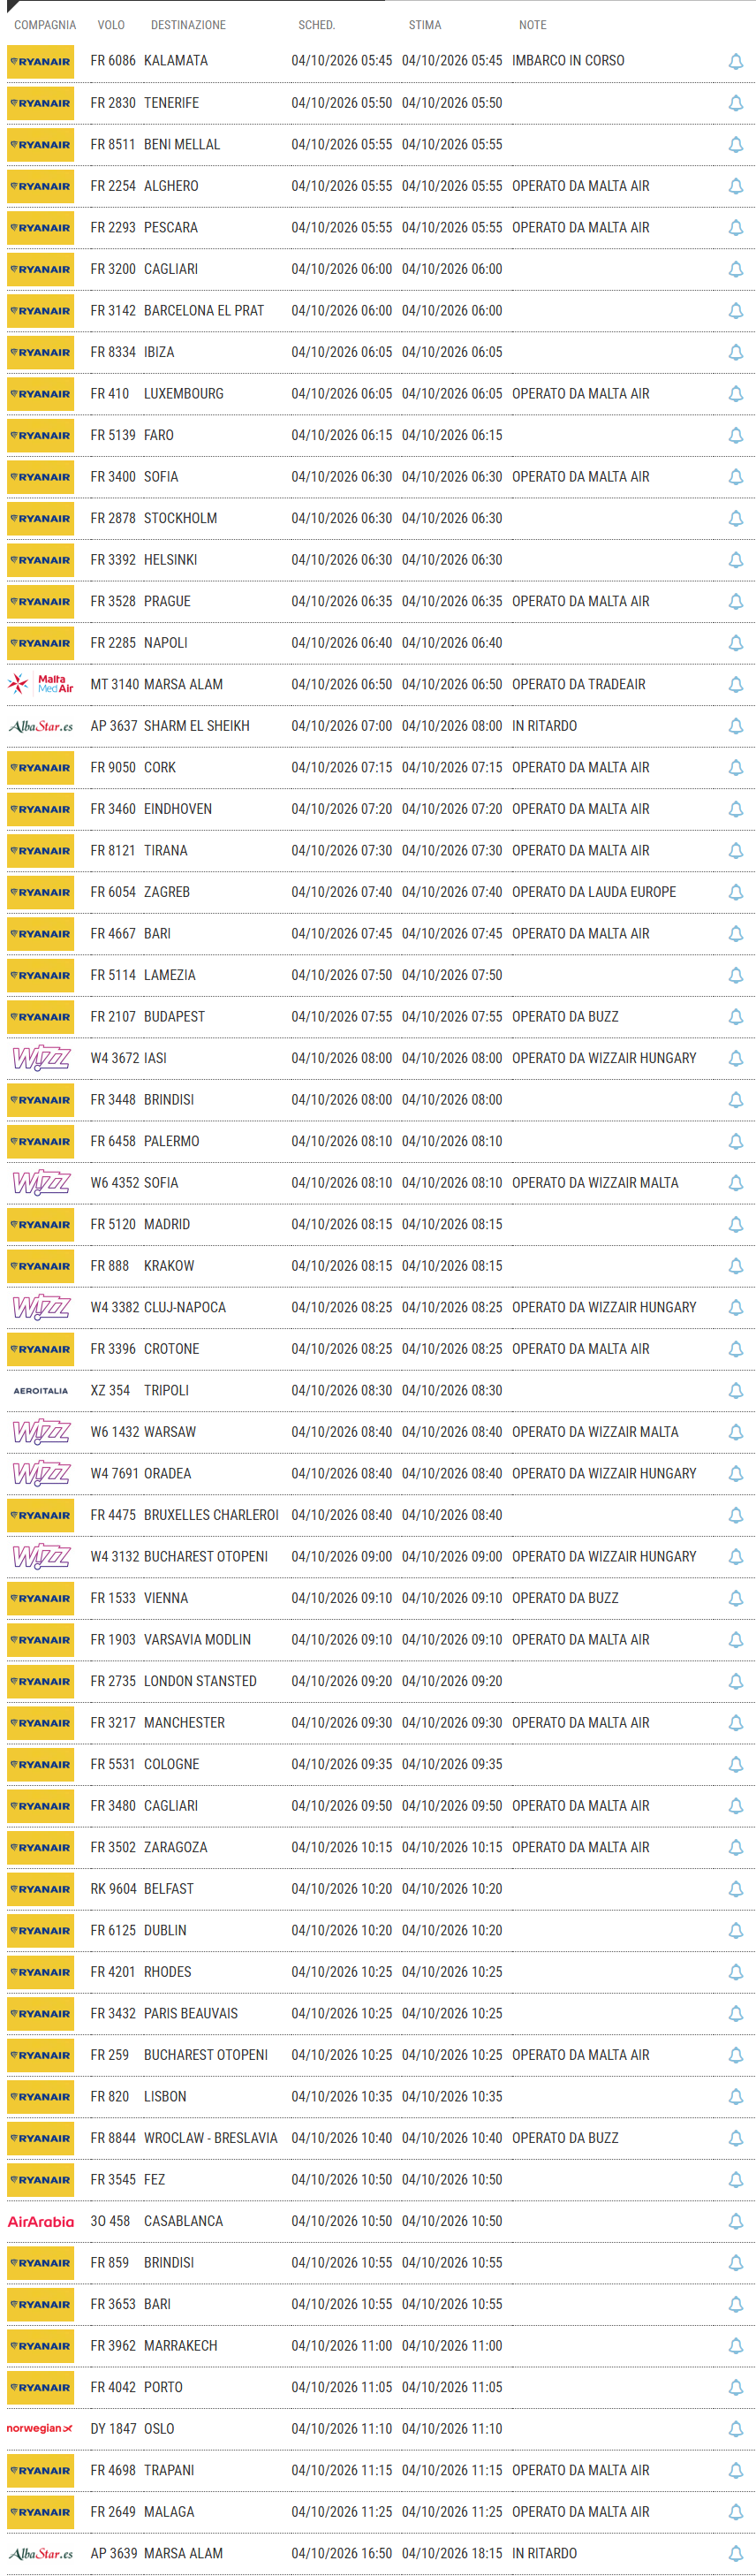 COMPAGNIA VOLO DESTINAZIONE SCHED. STIMA NOTE
RYANAIR FR 6086 KALAMATA 04/10/2026 05:45 04/10/2026 05:45 IMBARCO IN CORSO
RYANAIR FR 2830 TENERIFE 04/10/2026 05:50 04/10/2026 05:50
RYANAIR FR 8511 BENI MELLAL 04/10/2026 05:55 04/10/2026 05:55
RYANAIR FR 2254 ALGHERO 04/10/2026 05:55 04/10/2026 05:55 OPERATO DA MALTA AIR
RYANAIR FR 2293 PESCARA 04/10/2026 05:55 04/10/2026 05:55 OPERATO DA MALTA AIR
RYANAIR FR 3200 CAGLIARI 04/10/2026 06:00 04/10/2026 06:00
RYANAIR FR 3142 BARCELONA EL PRAT 04/10/2026 06:00 04/10/2026 06:00
RYANAIR FR 8334 IBIZA 04/10/2026 06:05 04/10/2026 06:05
RYANAIR FR 410 LUXEMBOURG 04/10/2026 06:05 04/10/2026 06:05 OPERATO DA MALTA AIR
RYANAIR FR 5139 FARO 04/10/2026 06:15 04/10/2026 06:15
RYANAIR FR 3400 SOFIA 04/10/2026 06:30 04/10/2026 06:30 OPERATO DA MALTA AIR
RYANAIR FR 2878 STOCKHOLM 04/10/2026 06:30 04/10/2026 06:30
RYANAIR FR 3392 HELSINKI 04/10/2026 06:30 04/10/2026 06:30
RYANAIR FR 3528 PRAGUE 04/10/2026 06:35 04/10/2026 06:35 OPERATO DA MALTA AIR
RYANAIR FR 2285 NAPOLI 04/10/2026 06:40 04/10/2026 06:40
Malta MedAir MT 3140 MARSA ALAM 04/10/2026 06:50 04/10/2026 06:50 OPERATO DA TRADEAIR
AlbaStar.es AP 3637 SHARM EL SHEIKH 04/10/2026 07:00 04/10/2026 08:00 IN RITARDO
RYANAIR FR 9050 CORK 04/10/2026 07:15 04/10/2026 07:15 OPERATO DA MALTA AIR
RYANAIR FR 3460 EINDHOVEN 04/10/2026 07:20 04/10/2026 07:20 OPERATO DA MALTA AIR
RYANAIR FR 8121 TIRANA 04/10/2026 07:30 04/10/2026 07:30 OPERATO DA MALTA AIR
RYANAIR FR 6054 ZAGREB 04/10/2026 07:40 04/10/2026 07:40 OPERATO DA LAUDA EUROPE
RYANAIR FR 4667 BARI 04/10/2026 07:45 04/10/2026 07:45 OPERATO DA MALTA AIR
RYANAIR FR 5114 LAMEZIA 04/10/2026 07:50 04/10/2026 07:50
RYANAIR FR 2107 BUDAPEST 04/10/2026 07:55 04/10/2026 07:55 OPERATO DA BUZZ
WIZZ W4 3672 IASI 04/10/2026 08:00 04/10/2026 08:00 OPERATO DA WIZZAIR HUNGARY
RYANAIR FR 3448 BRINDISI 04/10/2026 08:00 04/10/2026 08:00
RYANAIR FR 6458 PALERMO 04/10/2026 08:10 04/10/2026 08:10
WIZZ W6 4352 SOFIA 04/10/2026 08:10 04/10/2026 08:10 OPERATO DA WIZZAIR MALTA
RYANAIR FR 5120 MADRID 04/10/2026 08:15 04/10/2026 08:15
RYANAIR FR 888 KRAKOW 04/10/2026 08:15 04/10/2026 08:15
WIZZ W4 3382 CLUJ-NAPOCA 04/10/2026 08:25 04/10/2026 08:25 OPERATO DA WIZZAIR HUNGARY
RYANAIR FR 3396 CROTONE 04/10/2026 08:25 04/10/2026 08:25 OPERATO DA MALTA AIR
AEROITALIA XZ 354 TRIPOLI 04/10/2026 08:30 04/10/2026 08:30
WIZZ W6 1432 WARSAW 04/10/2026 08:40 04/10/2026 08:40 OPERATO DA WIZZAIR MALTA
WIZZ W4 7691 ORADEA 04/10/2026 08:40 04/10/2026 08:40 OPERATO DA WIZZAIR HUNGARY
RYANAIR FR 4475 BRUXELLES CHARLEROI 04/10/2026 08:40 04/10/2026 08:40
WIZZ W4 3132 BUCHAREST OTOPENI 04/10/2026 09:00 04/10/2026 09:00 OPERATO DA WIZZAIR HUNGARY
RYANAIR FR 1533 VIENNA 04/10/2026 09:10 04/10/2026 09:10 OPERATO DA BUZZ
RYANAIR FR 1903 VARSAVIA MODLIN 04/10/2026 09:10 04/10/2026 09:10 OPERATO DA MALTA AIR
RYANAIR FR 2735 LONDON STANSTED 04/10/2026 09:20 04/10/2026 09:20
RYANAIR FR 3217 MANCHESTER 04/10/2026 09:30 04/10/2026 09:30 OPERATO DA MALTA AIR
RYANAIR FR 5531 COLOGNE 04/10/2026 09:35 04/10/2026 09:35
RYANAIR FR 3480 CAGLIARI 04/10/2026 09:50 04/10/2026 09:50 OPERATO DA MALTA AIR
RYANAIR FR 3502 ZARAGOZA 04/10/2026 10:15 04/10/2026 10:15 OPERATO DA MALTA AIR
RYANAIR RK 9604 BELFAST 04/10/2026 10:20 04/10/2026 10:20
RYANAIR FR 6125 DUBLIN 04/10/2026 10:20 04/10/2026 10:20
RYANAIR FR 4201 RHODES 04/10/2026 10:25 04/10/2026 10:25
RYANAIR FR 3432 PARIS BEAUVAIS 04/10/2026 10:25 04/10/2026 10:25
RYANAIR FR 259 BUCHAREST OTOPENI 04/10/2026 10:25 04/10/2026 10:25 OPERATO DA MALTA AIR
RYANAIR FR 820 LISBON 04/10/2026 10:35 04/10/2026 10:35
RYANAIR FR 8844 WROCLAW - BRESLAVIA 04/10/2026 10:40 04/10/2026 10:40 OPERATO DA BUZZ
RYANAIR FR 3545 FEZ 04/10/2026 10:50 04/10/2026 10:50
AirArabia 3O 458 CASABLANCA 04/10/2026 10:50 04/10/2026 10:50
RYANAIR FR 859 BRINDISI 04/10/2026 10:55 04/10/2026 10:55
RYANAIR FR 3653 BARI 04/10/2026 10:55 04/10/2026 10:55
RYANAIR FR 3962 MARRAKECH 04/10/2026 11:00 04/10/2026 11:00
RYANAIR FR 4042 PORTO 04/10/2026 11:05 04/10/2026 11:05
norwegian DY 1847 OSLO 04/10/2026 11:10 04/10/2026 11:10
RYANAIR FR 4698 TRAPANI 04/10/2026 11:15 04/10/2026 11:15 OPERATO DA MALTA AIR
RYANAIR FR 2649 MALAGA 04/10/2026 11:25 04/10/2026 11:25 OPERATO DA MALTA AIR
AlbaStar.es AP 3639 MARSA ALAM 04/10/2026 16:50 04/10/2026 18:15 IN RITARDO